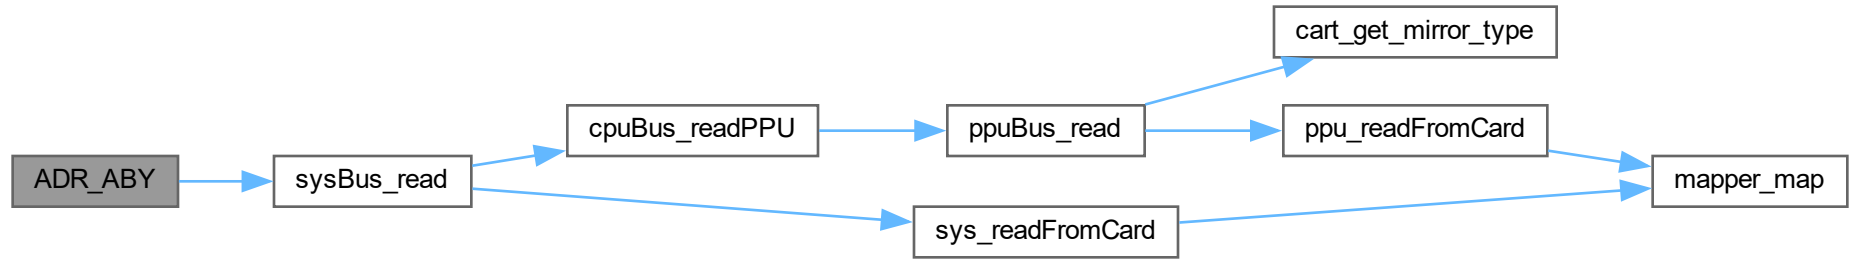 ADR_ABY
sysBus_read
cpuBus_readPPU
sys_readFromCard
ppuBus_read
cart_get_mirror_type
ppu_readFromCard
mapper_map